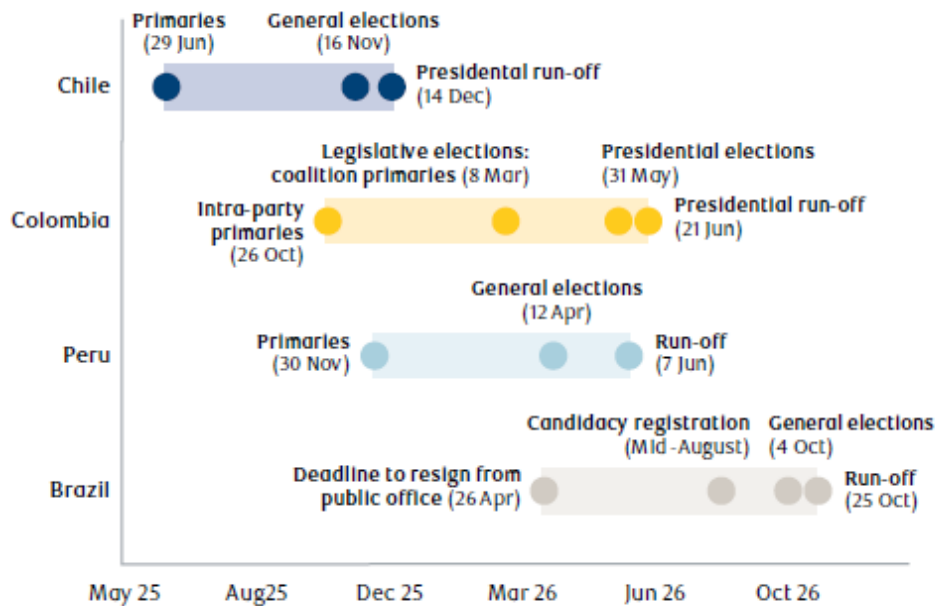 Primaries
(29 Jun)
General elections
(16 Nov)
Chile
Presidental run-off
(14 Dec)
Legislative elections:
coalition primaries (8 Mar)
Presidential elections
(31 May)
Colombia
Intra-party
primaries
(26 Oct)
Presidential run-off
(21 Jun)
General elections
(12 Apr)
Peru
Primaries
(30 Nov)
Run-off
(7 Jun)
Candidacy registration
(Mid-August)
General elections
(4 Oct)
Brazil
Deadline to resign from
public office (26 Apr)
Run-off
(25 Oct)
May 25
Aug25
Dec 25
Mar 26
Jun 26
Oct 26